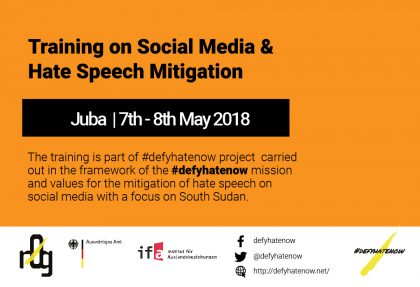 Training on Social Media &
Hate Speech Mitigation
Juba | 7th - 8th May 2018
The training is part of #defyhatenow project carried
out in the framework of the #defyhatenow mission
and values for the mitigation of hate speech on
social media with a focus on South Sudan.
r0g
Auswärtiges Amt
ifa Institut für
Auslandsbeziehungen
defyhatenow
@defyhatenow
http://defyhatenow.net/
#DEFYHATENOW